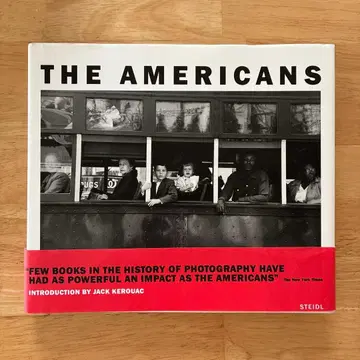 THE AMERICANS
UGS
"FEW BOOKS IN THE HISTORY OF PHOTOGRAPHY HAVE
HAD AS POWERFUL AN IMPACT AS THE AMERICANS" The New York Times
INTRODUCTION BY JACK KEROUAC
STEIDL